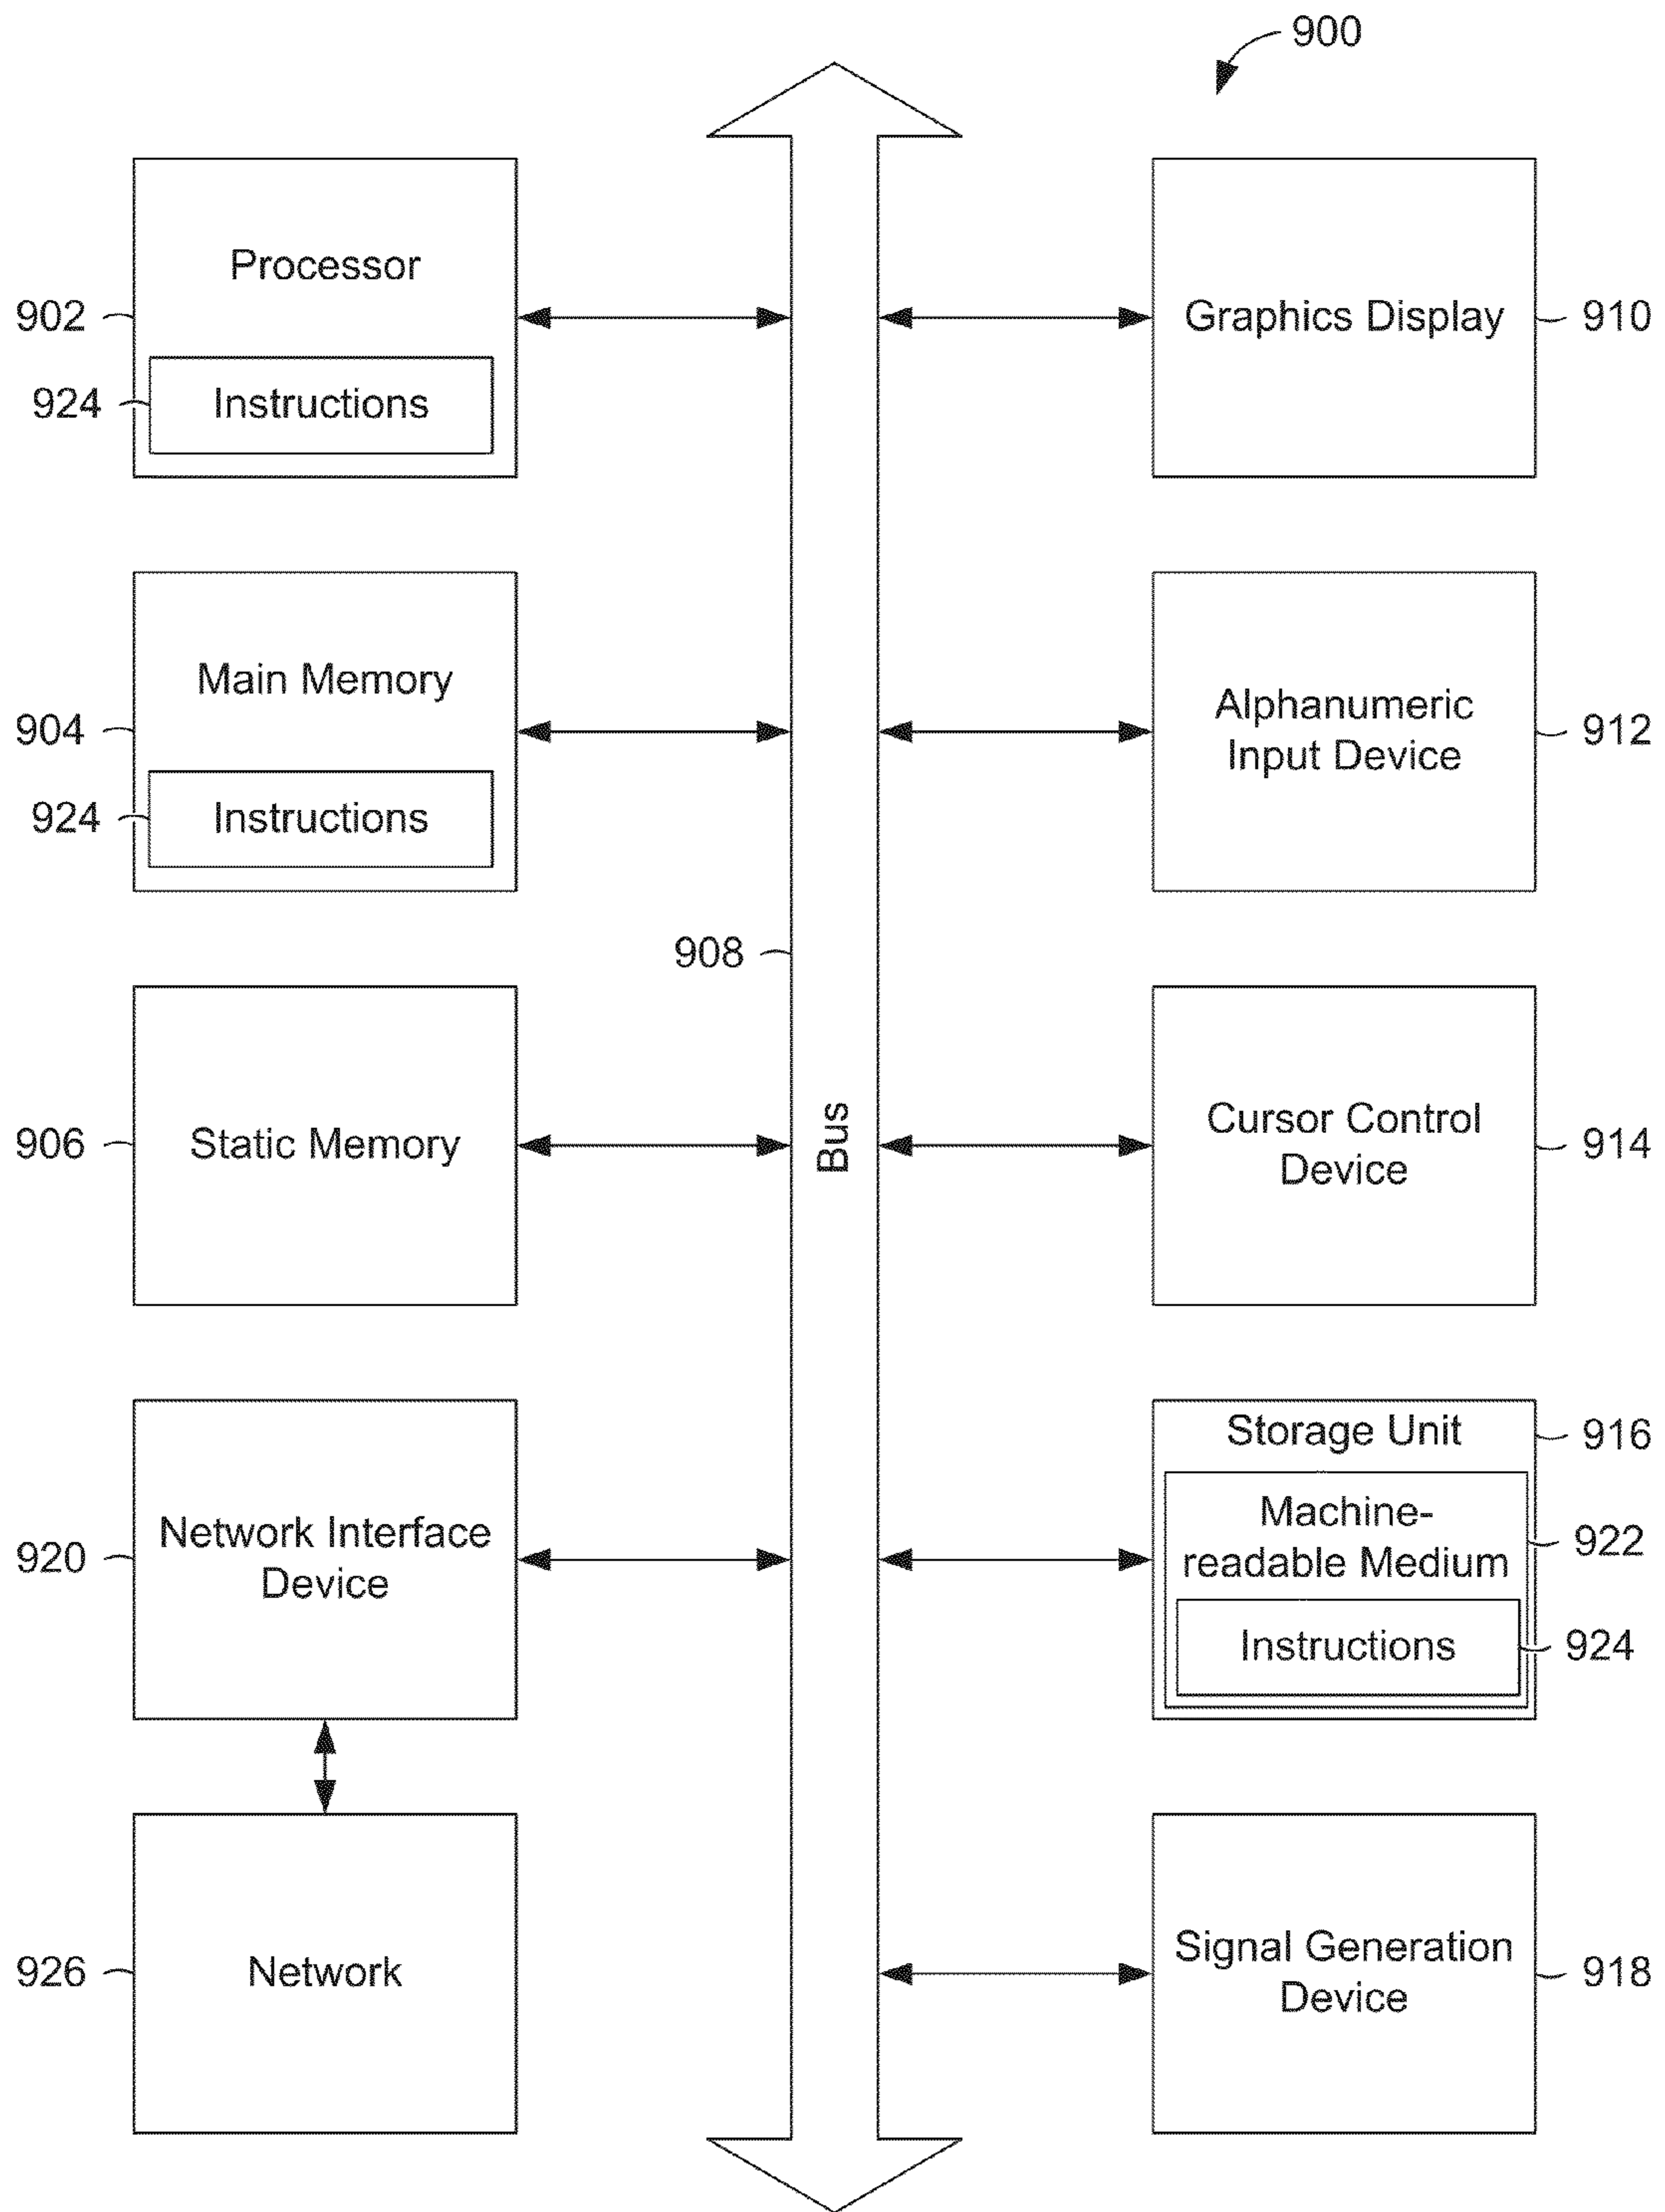 900
Processor
902
924
Instructions
Graphics Display
910
Main Memory
904
924
Instructions
Alphanumeric
Input Device
912
908
Bus
Static Memory
906
Cursor Control
Device
914
Network Interface
Device
920
Storage Unit
916
Machine-
readable Medium
922
Instructions
924
Network
926
Signal Generation
Device
918